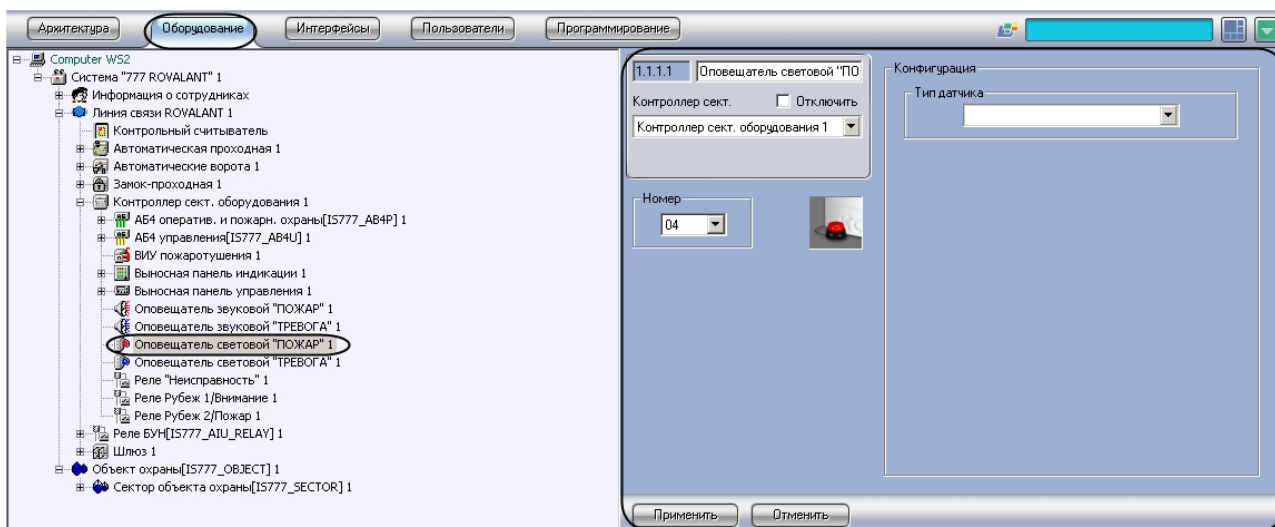 Архитектура Оборудование Интерфейсы Пользователи Программирование
Computer WS2
Система "777 ROVALANT" 1
Информация о сотрудниках
Линия связи ROVALANT 1
Контрольный считыватель
Автоматическая проходная 1
Автоматические ворота 1
Замок-проходная 1
Контроллер сект. оборудования 1
АБ4 оператив. и пожарн. охраны[IS777_AB4P] 1
АБ4 управления[IS777_AB4U] 1
ВИУ пожаротушения 1
Выносная панель индикации 1
Выносная панель управления 1
Оповещатель звуковой "ПОЖАР" 1
Оповещатель звуковой "ТРЕВОГА" 1
Оповещатель световой "ПОЖАР" 1
Оповещатель световой "ТРЕВОГА" 1
Реле "Неисправность" 1
Реле Рубеж 1/Внимание 1
Реле Рубеж 2/Пожар 1
Реле БУН[IS777_AIU_RELAY] 1
Шлюз 1
Объект охраны[IS777_OBJECT] 1
Сектор объекта охраны[IS777_SECTOR] 1
1.1.1.1 Оповещатель световой "ПО
Контроллер сект. Отключить
Контроллер сект. оборудования 1
Номер
04
Конфигурация
Тип датчика
Применить Отменить